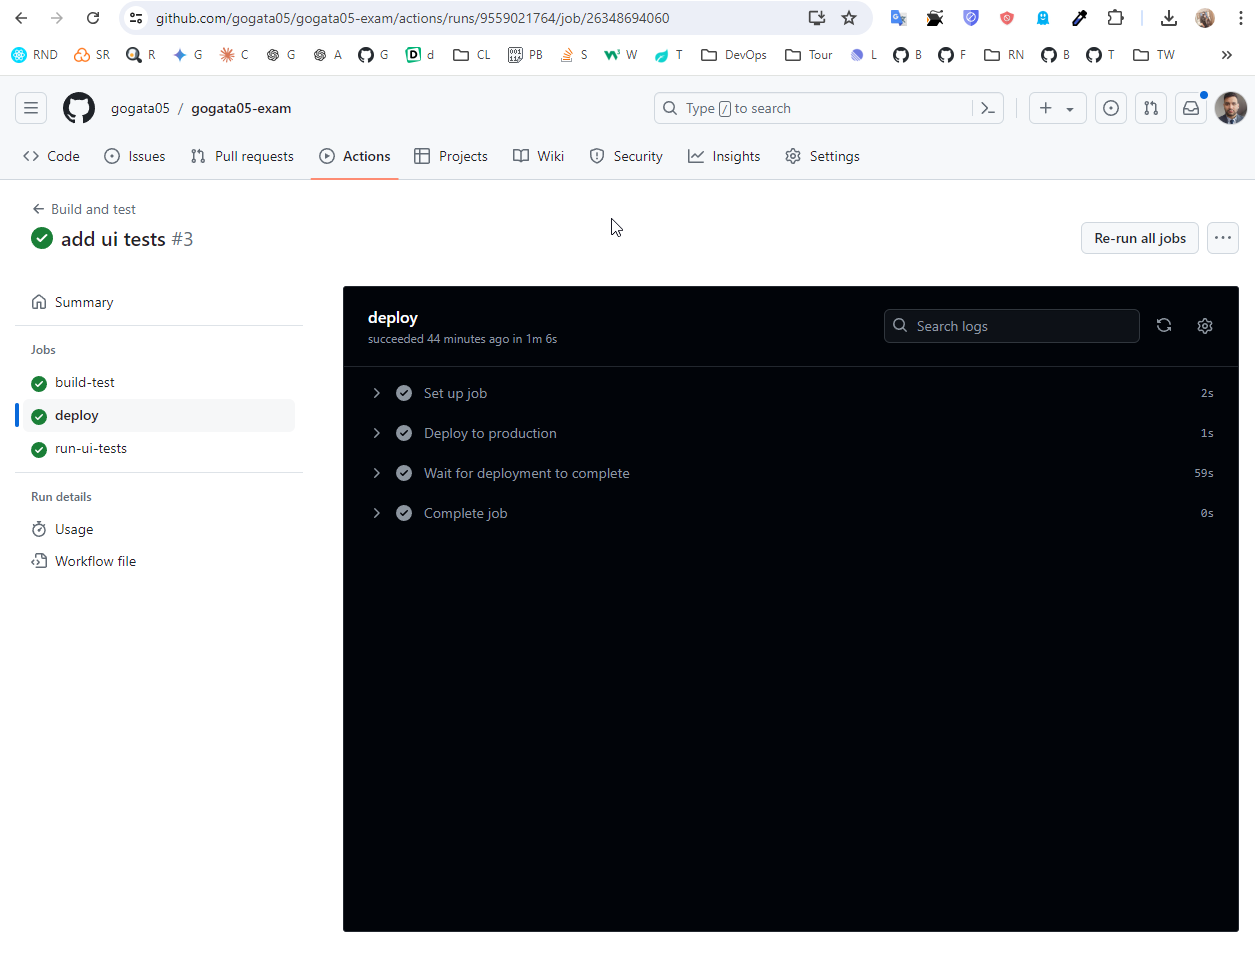 github.com/gogata05/gogata05-exam/actions/runs/9559021764/job/26348694060
RND SR R G C G A G d CL PB S W T DevOps Tour L B F RN B T TW »
gogata05 / gogata05-exam
Type / to search
Code Issues Pull requests Actions Projects Wiki Security Insights Settings
← Build and test
add ui tests #3
Re-run all jobs
Summary
Jobs
build-test
deploy
run-ui-tests
Run details
Usage
Workflow file
deploy
succeeded 44 minutes ago in 1m 6s
Search logs
Set up job 2s
Deploy to production 1s
Wait for deployment to complete 59s
Complete job 0s